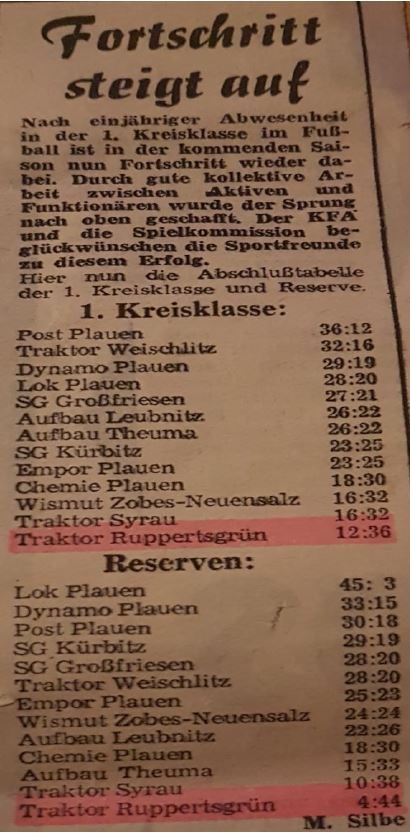 Fortschritt
steigt auf
Nach einjähriger Abwesenheit
in der 1. Kreisklasse im Fuß-
ball ist in der kommenden Sai-
son nun Fortschritt wieder da-
bei. Durch gute kollektive Ar-
beit zwischen Aktiven und
Funktionären wurde der Sprung
nach oben geschafft. Der KFA
und die Spielkommission be-
glückwünschen die Sportfreunde
zu diesem Erfolg.
Hier nun die Abschlußtabelle
der 1. Kreisklasse und Reserve.
1. Kreisklasse:
Post Plauen 36:12
Traktor Weischlitz 32:16
Dynamo Plauen 29:19
Lok Plauen 28:20
SG Großfriesen 27:21
Aufbau Leubnitz 26:22
Aufbau Theuma 26:22
SG Kürbitz 23:25
Empor Plauen 23:25
Chemie Plauen 18:30
Wismut Zobes-Neuensalz 16:32
Traktor Syrau 16:32
Traktor Ruppertsgrün 12:36
Reserven:
Lok Plauen 45: 3
Dynamo Plauen 33:15
Post Plauen 30:18
SG Kürbitz 29:19
SG Großfriesen 28:20
Traktor Weischlitz 28:20
Empor Plauen 25:23
Wismut Zobes-Neuensalz 24:24
Aufbau Leubnitz 22:26
Chemie Plauen 18:30
Aufbau Theuma 15:33
Traktor Syrau 10:38
Traktor Ruppertsgrün 4:44
M. Silbe